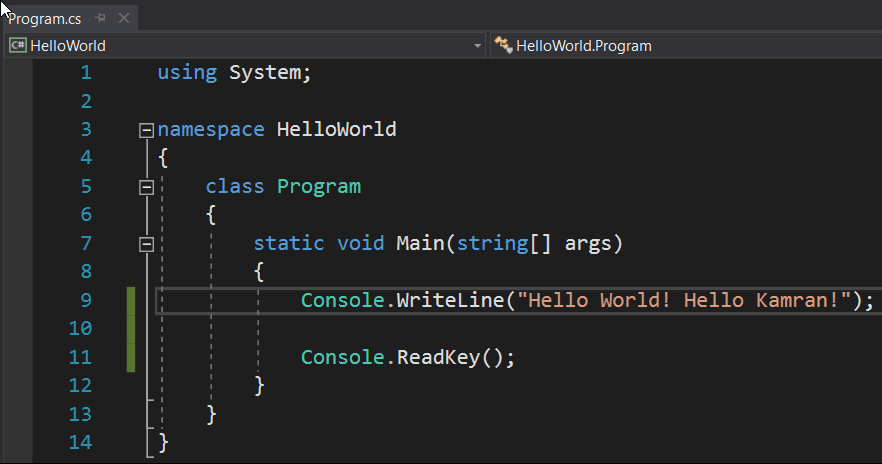 Program.cs
C# HelloWorld HelloWorld.Program
1 using System;
2
3 namespace HelloWorld
4 {
5 class Program
6 {
7 static void Main(string[] args)
8 {
9 Console.WriteLine("Hello World! Hello Kamran!");
10
11 Console.ReadKey();
12 }
13 }
14 }